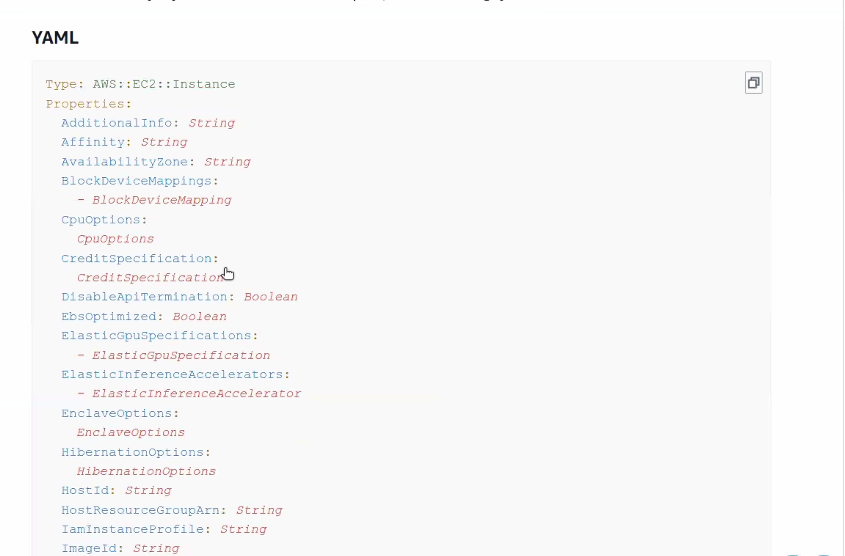 YAML
Type: AWS::EC2::Instance
Properties:
AdditionalInfo: String
Affinity: String
AvailabilityZone: String
BlockDeviceMappings:
- BlockDeviceMapping
CpuOptions:
CpuOptions
CreditSpecification:
CreditSpecification
DisableApiTermination: Boolean
EbsOptimized: Boolean
ElasticGpuSpecifications:
- ElasticGpuSpecification
ElasticInferenceAccelerators:
- ElasticInferenceAccelerator
EnclaveOptions:
EnclaveOptions
HibernationOptions:
HibernationOptions
HostId: String
HostResourceGroupArn: String
IamInstanceProfile: String
ImageId: String